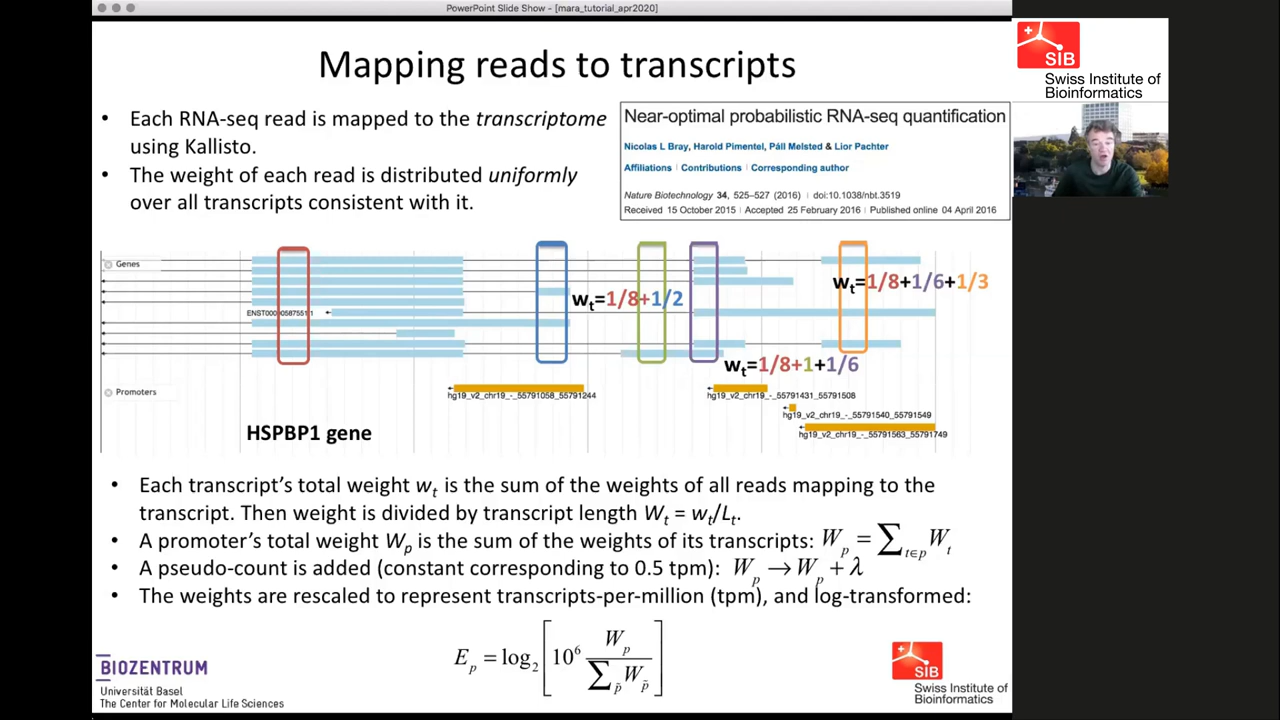 PowerPoint Slide Show - [mara_tutorial_apr2020]
Mapping reads to transcripts
SIB
Swiss Institute of
Bioinformatics
• Each RNA-seq read is mapped to the transcriptome
using Kallisto.
• The weight of each read is distributed uniformly
over all transcripts consistent with it.
Near-optimal probabilistic RNA-seq quantification
Nicolas L Bray, Harold Pimentel, Páll Melsted & Lior Pachter
Affiliations | Contributions | Corresponding author
Nature Biotechnology 34, 525–527 (2016) | doi:10.1038/nbt.3519
Received 15 October 2015 | Accepted 25 February 2016 | Published online 04 April 2016
Genes
wt=1/8+1/6+1/3
wt=1/8+1/2
wt=1/8+1+1/6
Promoters
hg19_v2_chr19_-_55791058_55791244
hg19_v2_chr19_-_55791431_55791508
hg19_v2_chr19_-_55791540_55791549
hg19_v2_chr19_-_55791563_55791749
HSPBP1 gene
• Each transcript's total weight wt is the sum of the weights of all reads mapping to the
transcript. Then weight is divided by transcript length Wt = wt/Lt.
• A promoter's total weight Wp is the sum of the weights of its transcripts: Wp = ∑t∈p Wt
• A pseudo-count is added (constant corresponding to 0.5 tpm): Wp → Wp + λ
• The weights are rescaled to represent transcripts-per-million (tpm), and log-transformed:
Ep = log2 [10⁶ Wp / ∑p̃ Wp̃]
BIOZENTRUM
Universität Basel
The Center for Molecular Life Sciences
SIB
Swiss Institute of
Bioinformatics